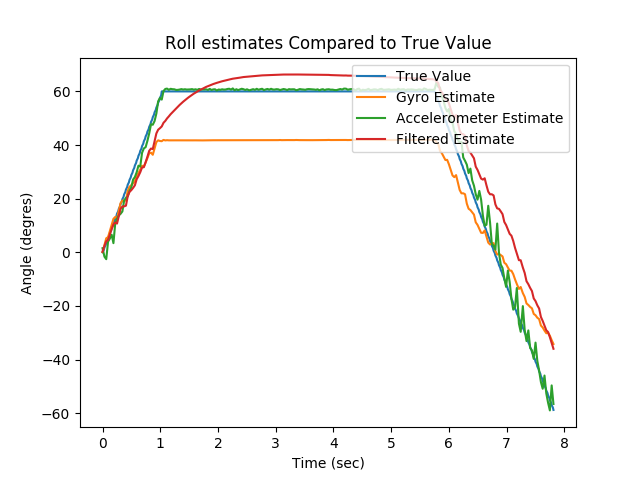 Roll estimates Compared to True Value
True Value
Gyro Estimate
Accelerometer Estimate
Filtered Estimate
60
40
20
0
−20
−40
−60
Angle (degres)
0 1 2 3 4 5 6 7 8
Time (sec)